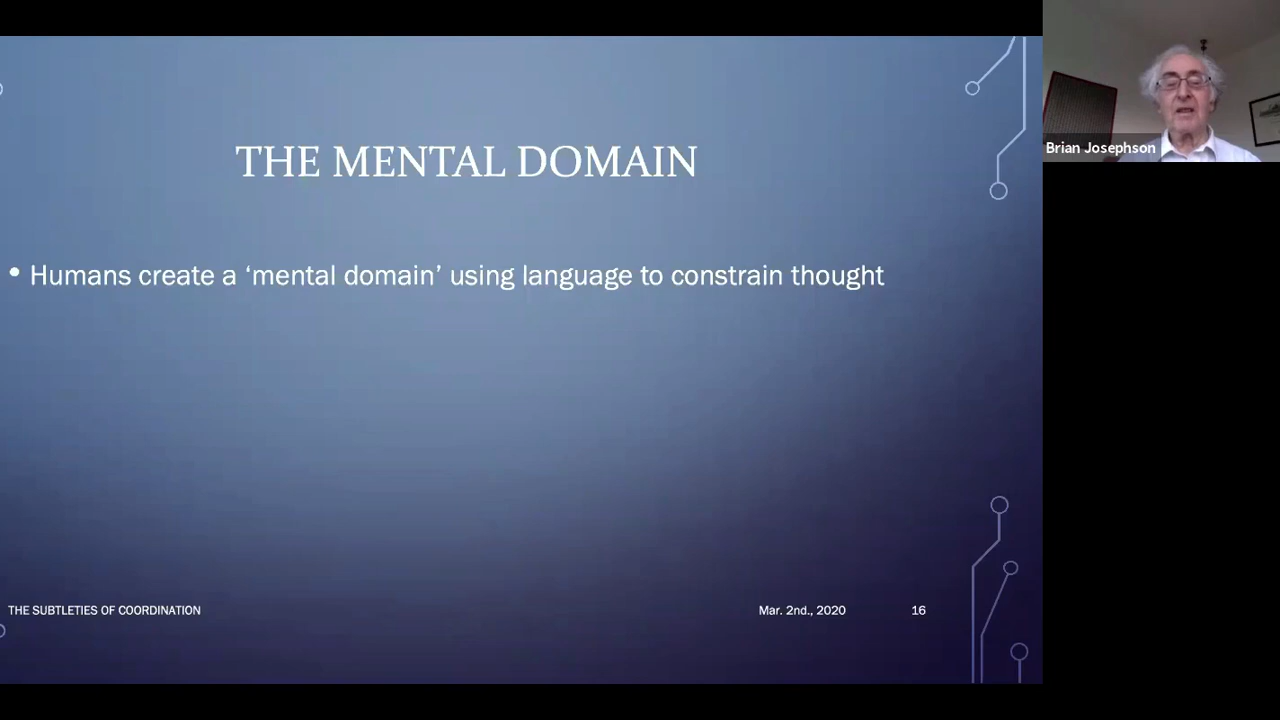 THE MENTAL DOMAIN
• Humans create a ‘mental domain’ using language to constrain thought
THE SUBTLETIES OF COORDINATION
Mar. 2nd., 2020
16
Brian Josephson